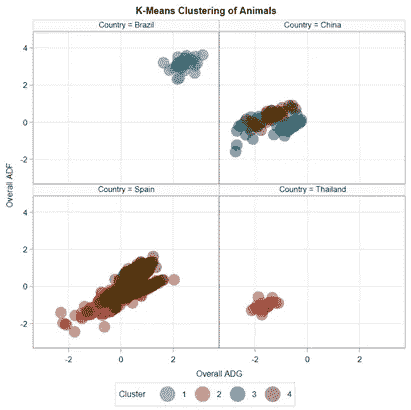 K-Means Clustering of Animals
Country = Brazil
Country = China
4
2
0
-2
Country = Spain
Country = Thailand
4
2
0
-2
-2 0 2 -2 0 2
Overall ADF
Overall ADG
Cluster 1 2 3 4